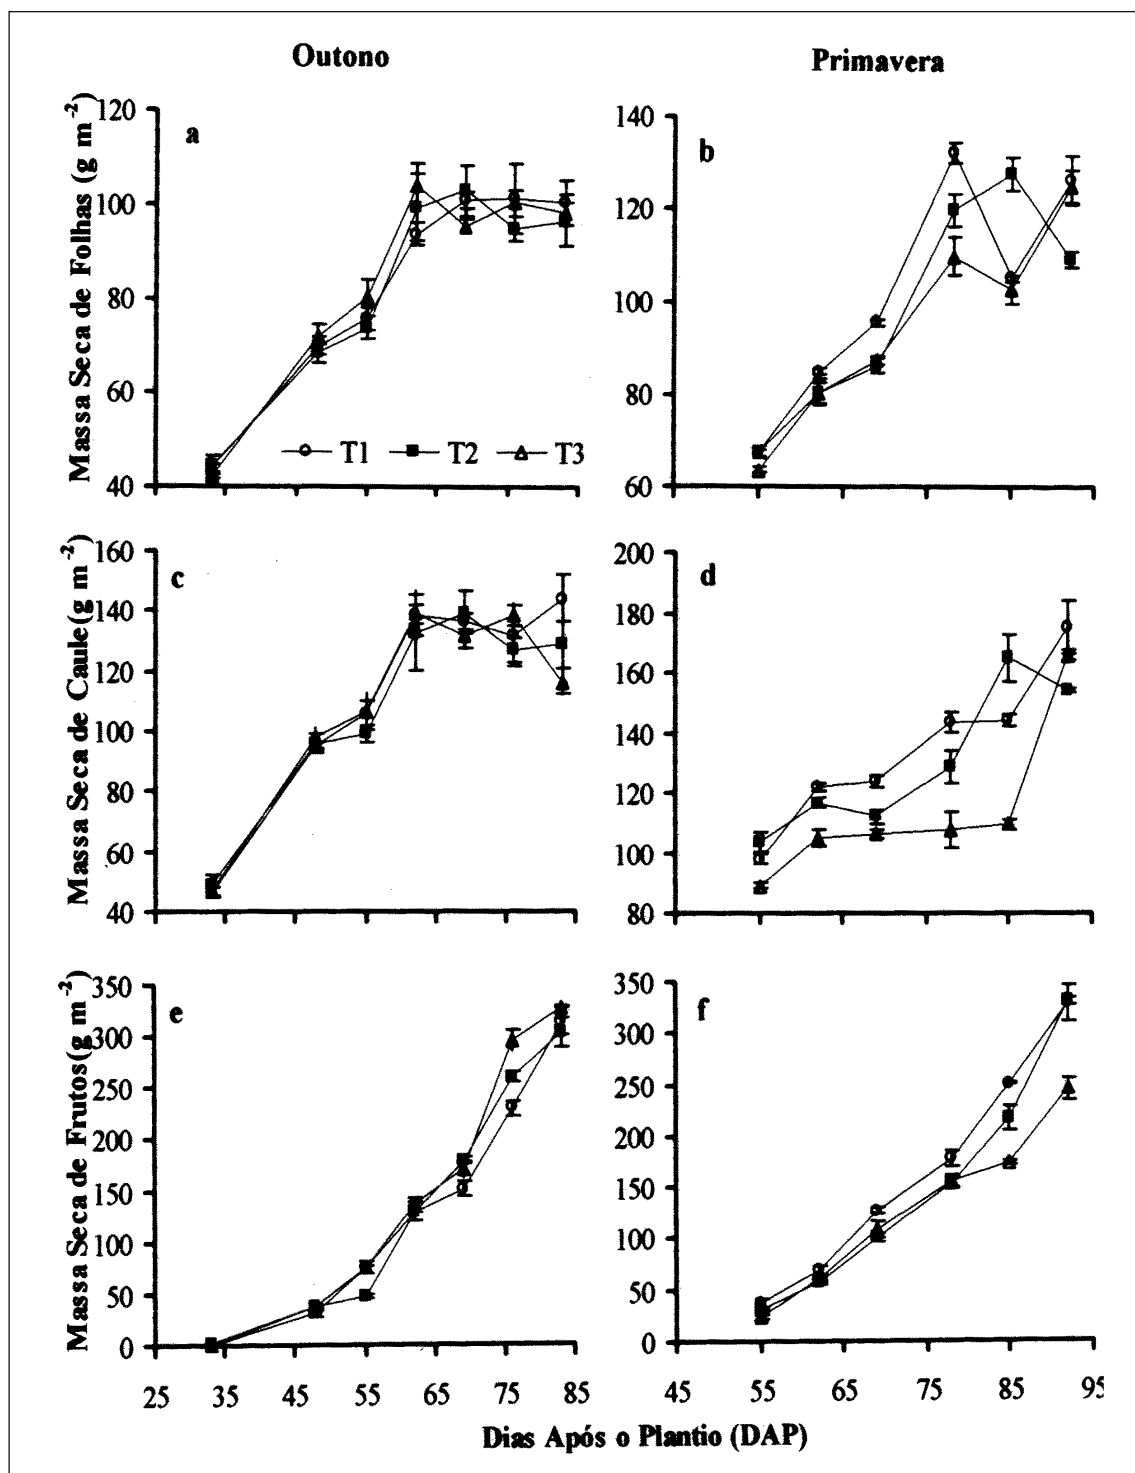 Outono
Primavera
Massa Seca de Folhas (g m⁻²)
120
100
80
60
40
a
T1
T2
T3
140
120
100
80
60
b
Massa Seca de Caule(g m⁻²)
160
140
120
100
80
60
40
c
200
180
160
140
120
100
80
d
Massa Seca de Frutos(g m⁻²)
350
300
250
200
150
100
50
0
e
350
300
250
200
150
100
50
0
f
25 35 45 55 65 75 85
45 55 65 75 85 95
Dias Após o Plantio (DAP)